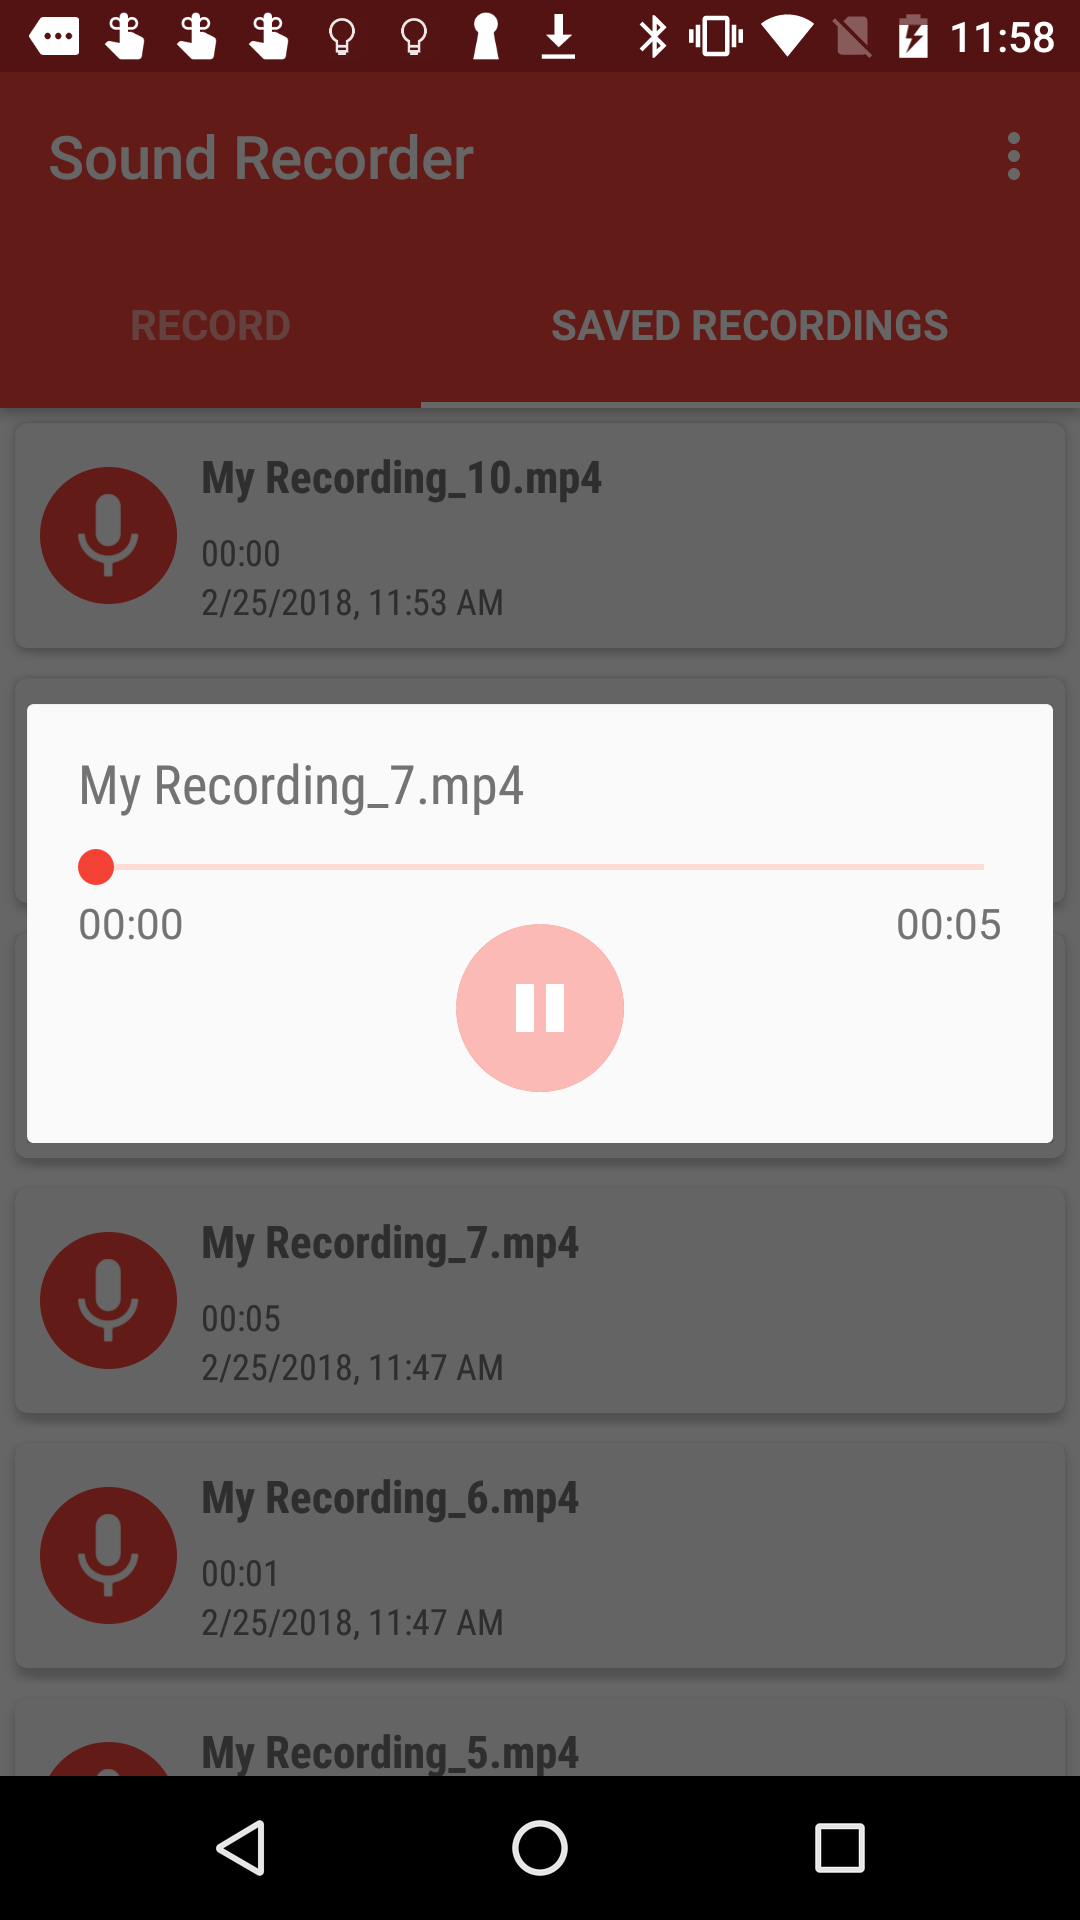 11:58
Sound Recorder
RECORD
SAVED RECORDINGS
My Recording_10.mp4
00:00
2/25/2018, 11:53 AM
My Recording_7.mp4
00:00
00:05
My Recording_7.mp4
00:05
2/25/2018, 11:47 AM
My Recording_6.mp4
00:01
2/25/2018, 11:47 AM
My Recording_5.mp4